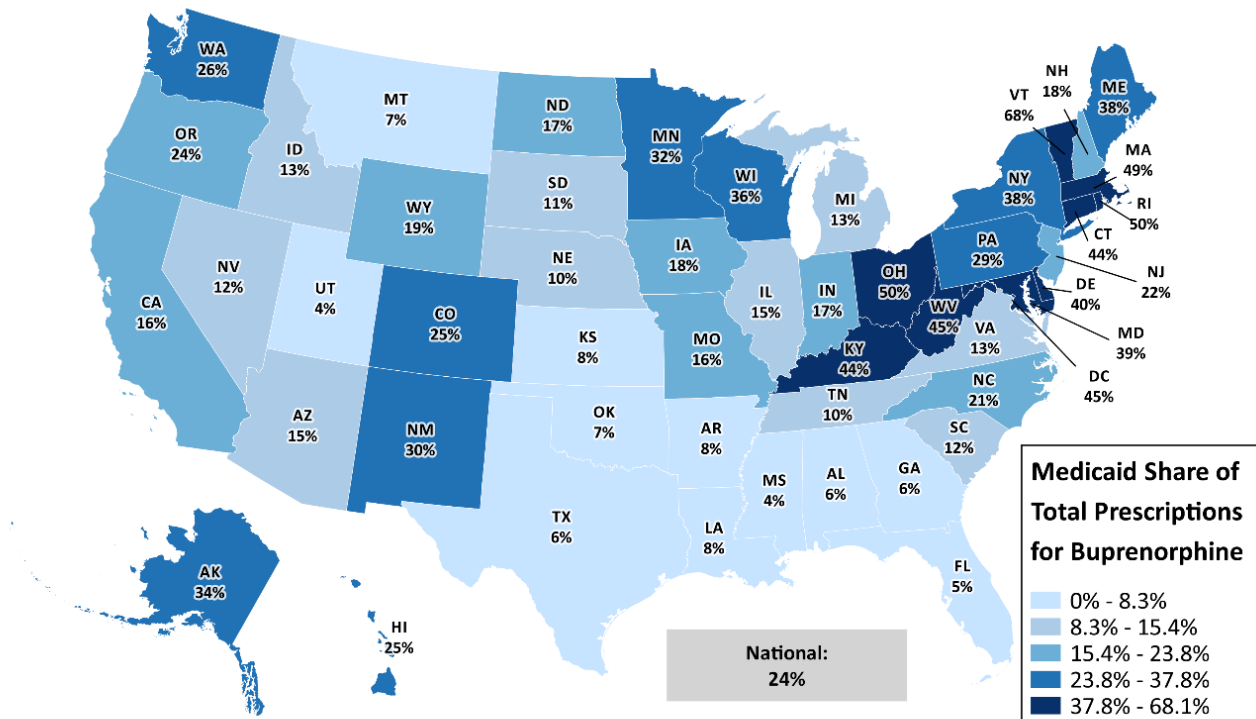 WA
26%
MT
7%
ND
17%
MN
32%
NH
18%
VT
68%
ME
38%
OR
24%
ID
13%
SD
11%
WI
36%
MI
13%
NY
38%
MA
49%
RI
50%
CT
44%
WY
19%
NE
10%
IA
18%
PA
29%
NJ
22%
DE
40%
MD
39%
DC
45%
NV
12%
UT
4%
CA
16%
CO
25%
KS
8%
MO
16%
IL
15%
IN
17%
OH
50%
WV
45%
VA
13%
KY
44%
NC
21%
TN
10%
SC
12%
AZ
15%
NM
30%
OK
7%
AR
8%
MS
4%
AL
6%
GA
6%
TX
6%
LA
8%
FL
5%
AK
34%
HI
25%
National:
24%
Medicaid Share of
Total Prescriptions
for Buprenorphine
0% - 8.3%
8.3% - 15.4%
15.4% - 23.8%
23.8% - 37.8%
37.8% - 68.1%